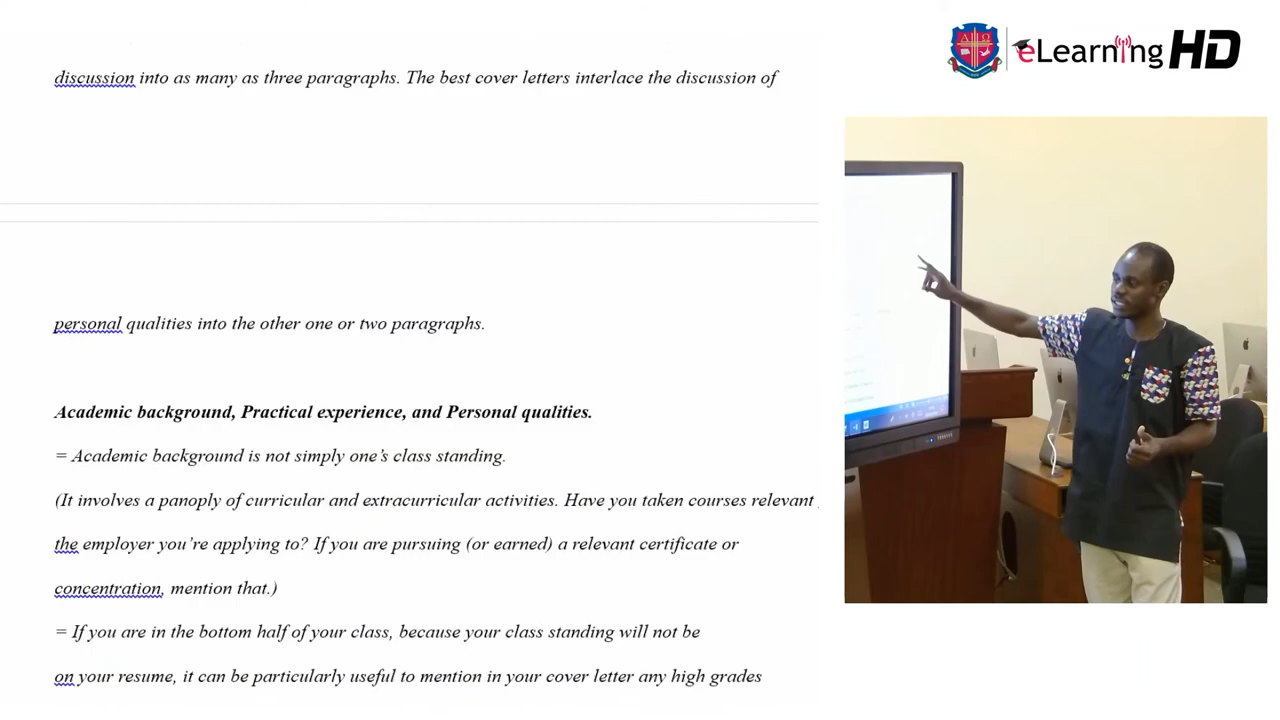 discussion into as many as three paragraphs. The best cover letters interlace the discussion of
personal qualities into the other one or two paragraphs.
Academic background, Practical experience, and Personal qualities.
= Academic background is not simply one's class standing.
(It involves a panoply of curricular and extracurricular activities. Have you taken courses relevant
the employer you're applying to? If you are pursuing (or earned) a relevant certificate or
concentration, mention that.)
= If you are in the bottom half of your class, because your class standing will not be
on your resume, it can be particularly useful to mention in your cover letter any high grades
ΑΩ
eLearning HD